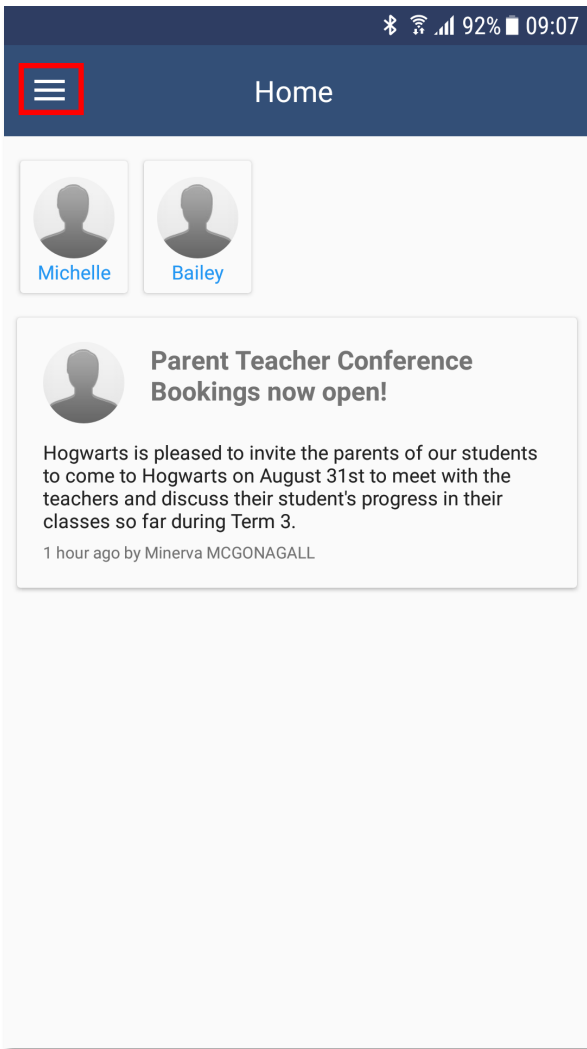 92% 09:07
Home
Michelle
Bailey
Parent Teacher Conference
Bookings now open!
Hogwarts is pleased to invite the parents of our students
to come to Hogwarts on August 31st to meet with the
teachers and discuss their student's progress in their
classes so far during Term 3.
1 hour ago by Minerva MCGONAGALL